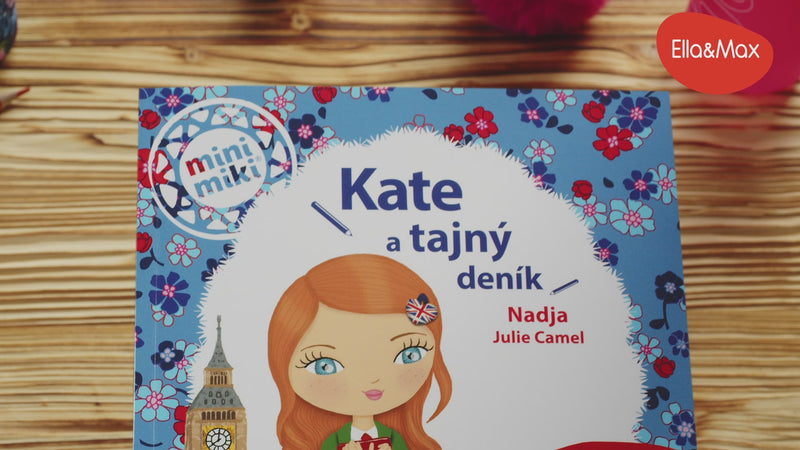 Ella&Max
mini
miki®
Kate
a tajný
deník
Nadja
Julie Camel